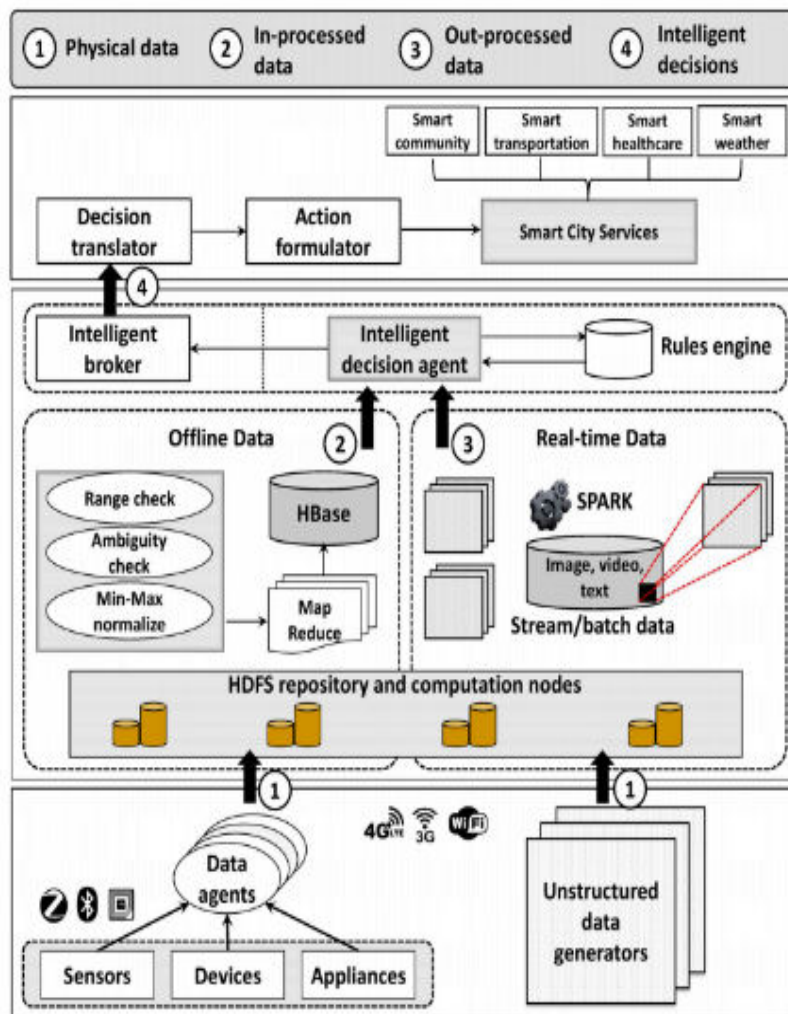 1 Physical data
2 In-processed data
3 Out-processed data
4 Intelligent decisions
Smart community
Smart transportation
Smart healthcare
Smart weather
Decision translator
Action formulator
Smart City Services
4
Intelligent broker
Intelligent decision agent
Rules engine
Offline Data
2
3
Real-time Data
Range check
Ambiguity check
Min-Max normalize
HBase
Map Reduce
SPARK
Image, video, text
Stream/batch data
HDFS repository and computation nodes
1
1
4G LTE
3G
Wi Fi
Data agents
Sensors
Devices
Appliances
Unstructured data generators